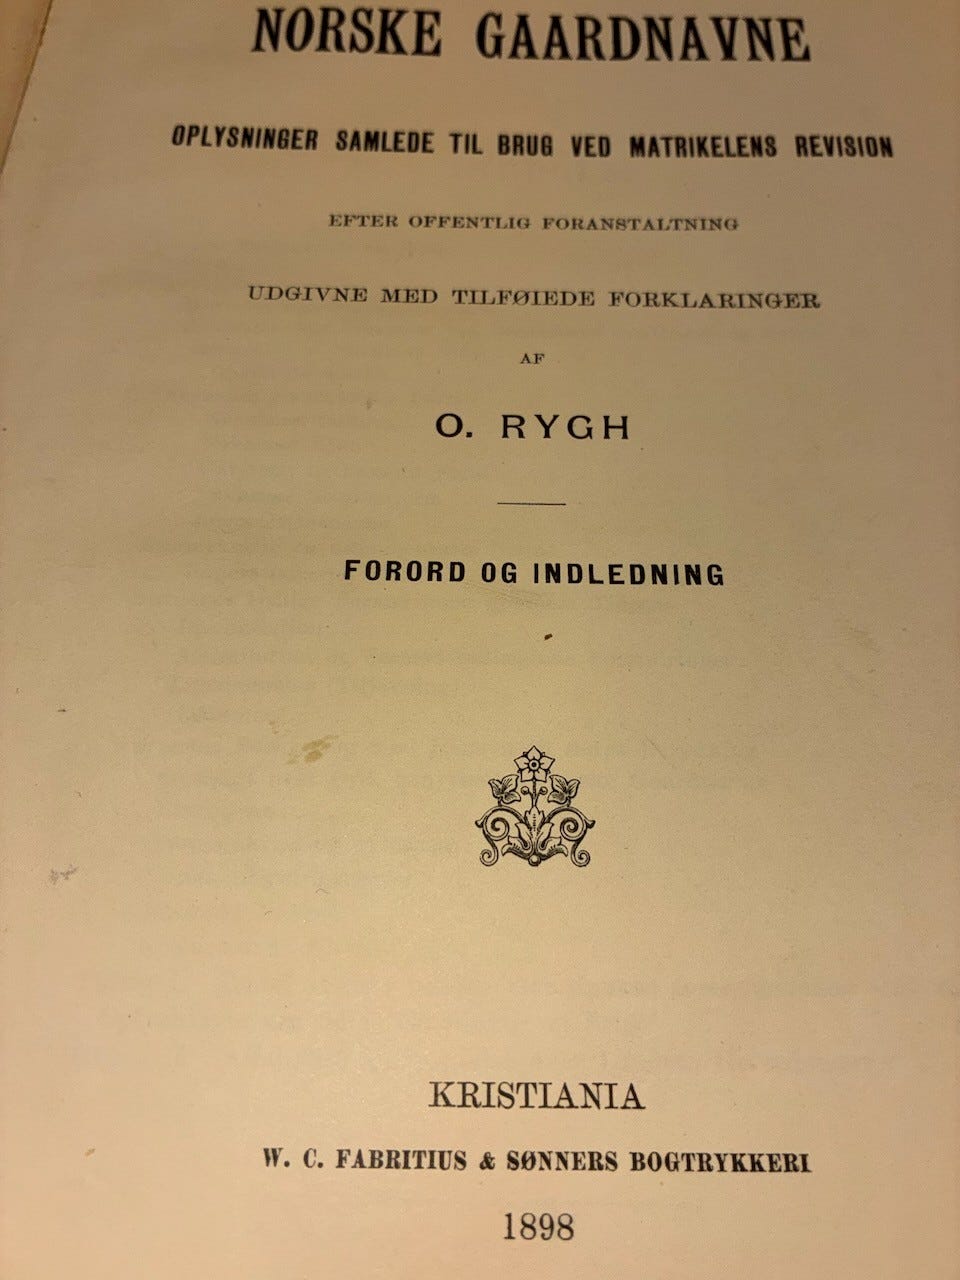 NORSKE GAARDNAVNE
OPLYSNINGER SAMLEDE TIL BRUG VED MATRIKELENS REVISION
EFTER OFFENTLIG FORANSTALTNING
UDGIVNE MED TILFØIEDE FORKLARINGER
AF
O. RYGH
FORORD OG INDLEDNING
KRISTIANIA
W. C. FABRITIUS & SØNNERS BOGTRYKKERI
1898